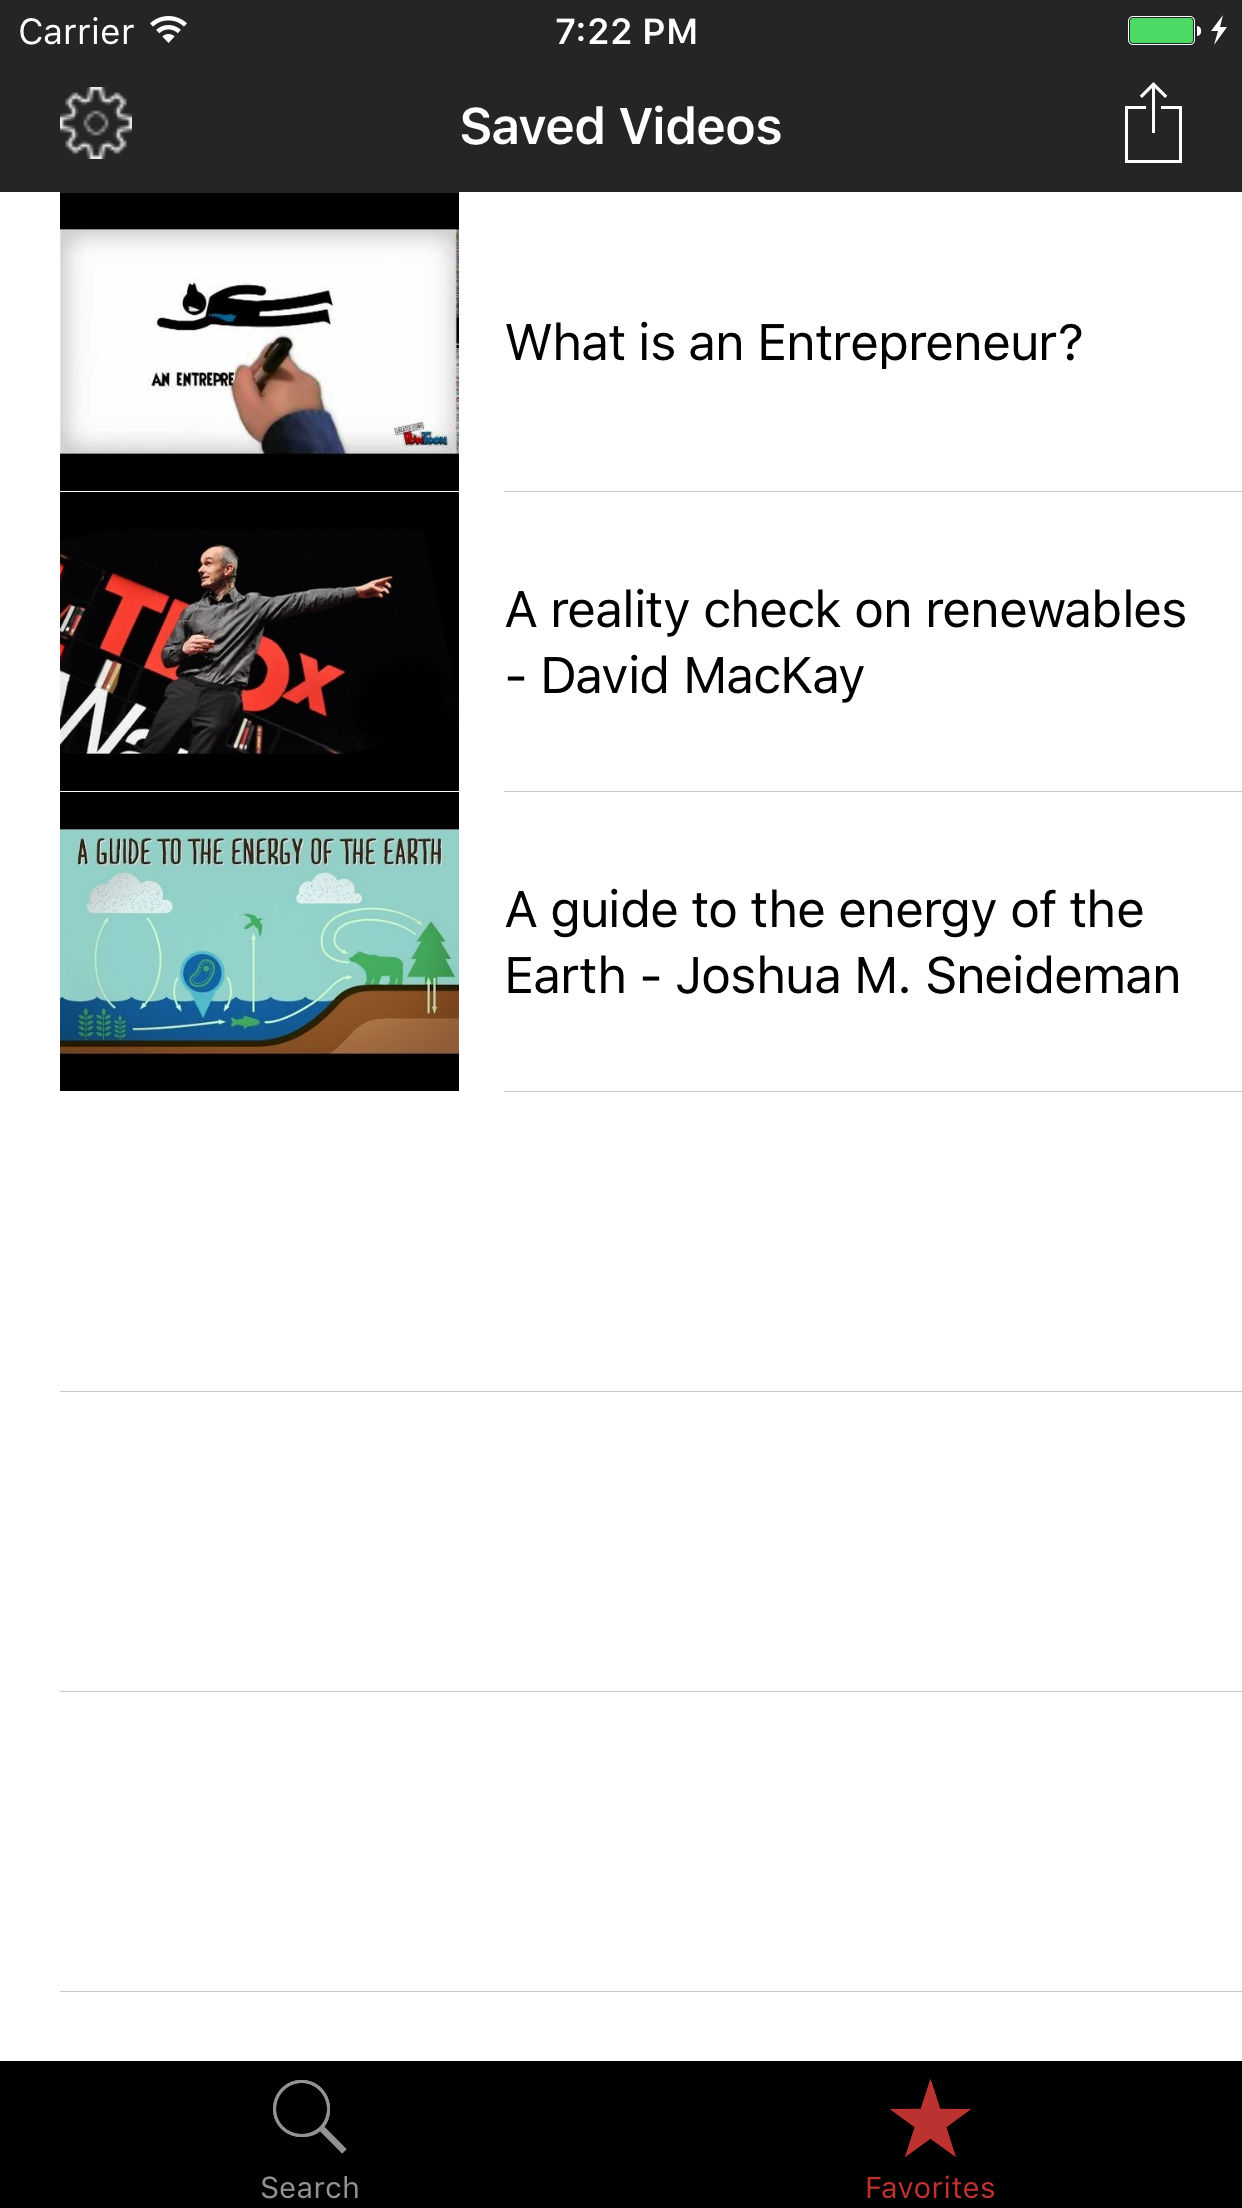 Carrier
7:22 PM
Saved Videos
AN ENTREPRE
POWTOON
What is an Entrepreneur?
A reality check on renewables
- David MacKay
A GUIDE TO THE ENERGY OF THE EARTH
A guide to the energy of the
Earth - Joshua M. Sneideman
Search
Favorites